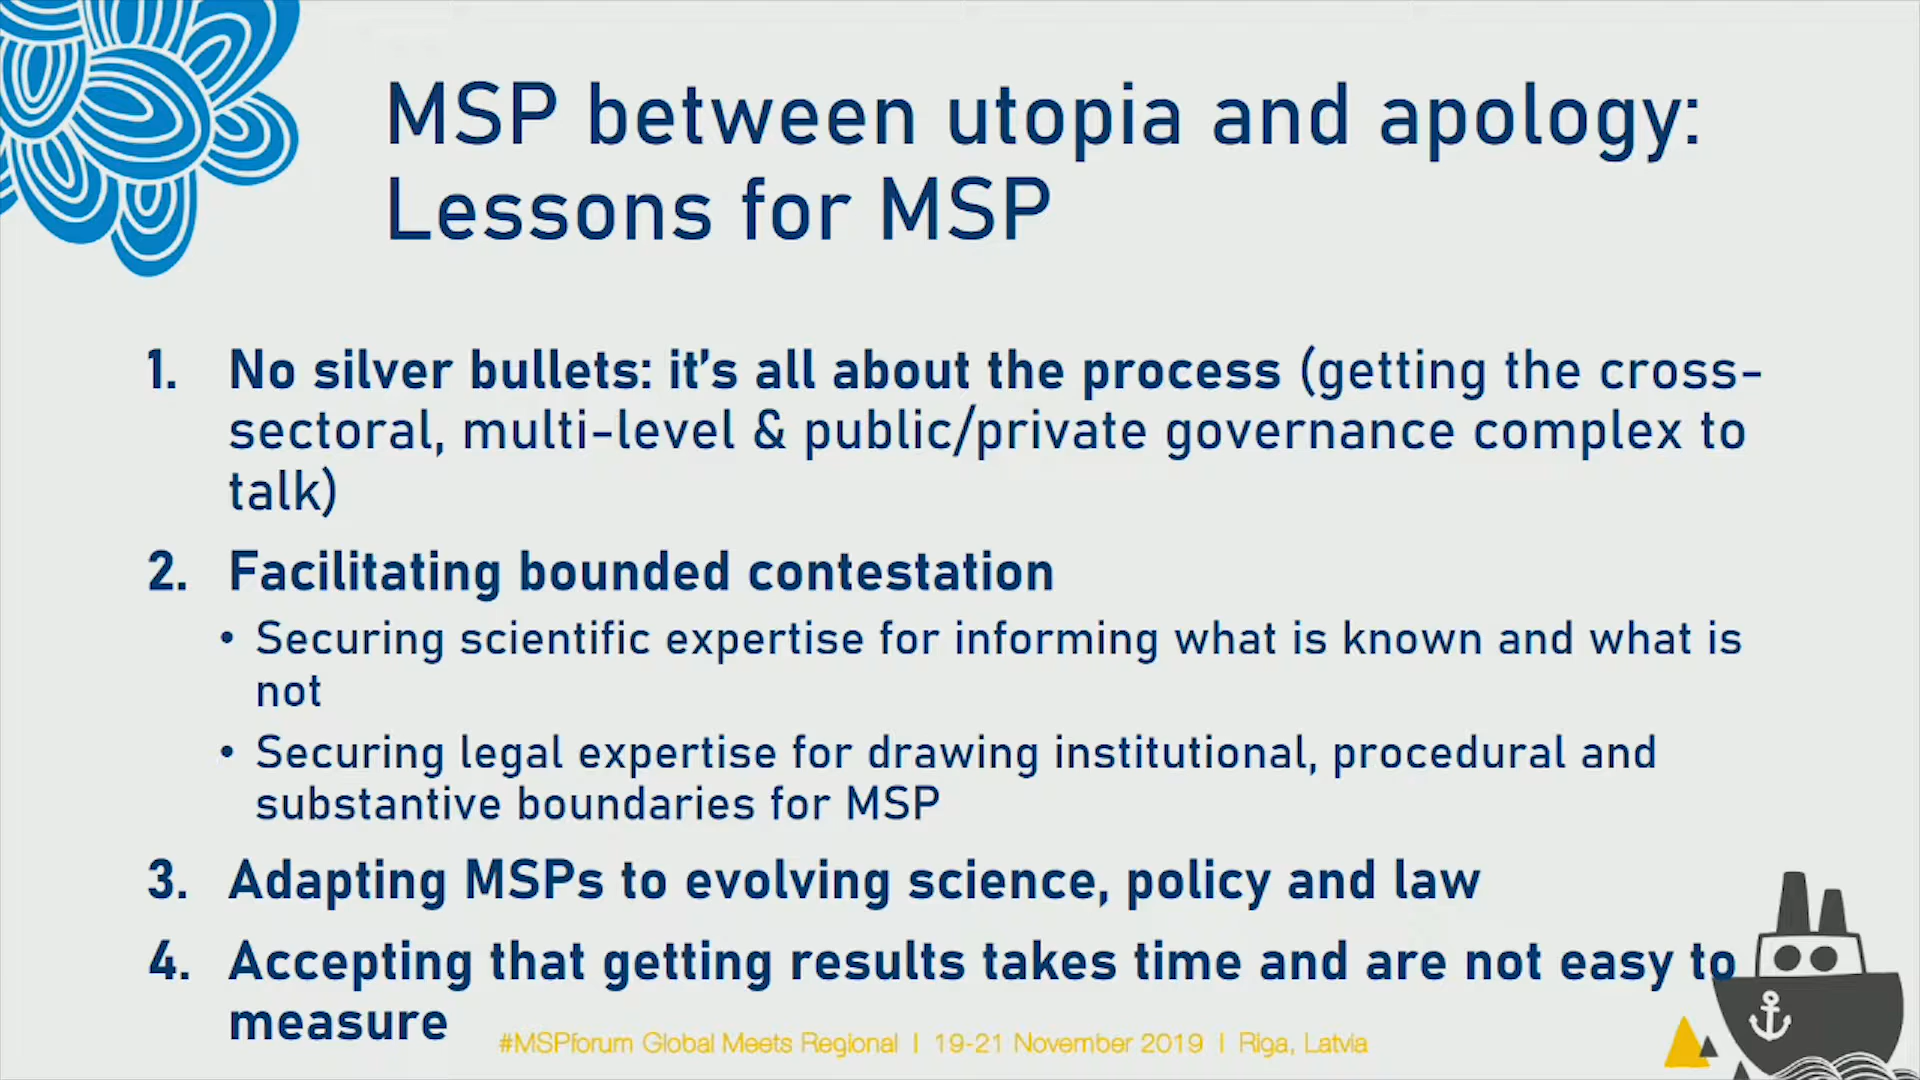 MSP between utopia and apology:
Lessons for MSP
1. No silver bullets: it's all about the process (getting the cross-
sectoral, multi-level & public/private governance complex to
talk)
2. Facilitating bounded contestation
• Securing scientific expertise for informing what is known and what is
not
• Securing legal expertise for drawing institutional, procedural and
substantive boundaries for MSP
3. Adapting MSPs to evolving science, policy and law
4. Accepting that getting results takes time and are not easy to
measure
#MSPforum Global Meets Regional | 19-21 November 2019 | Riga, Latvia